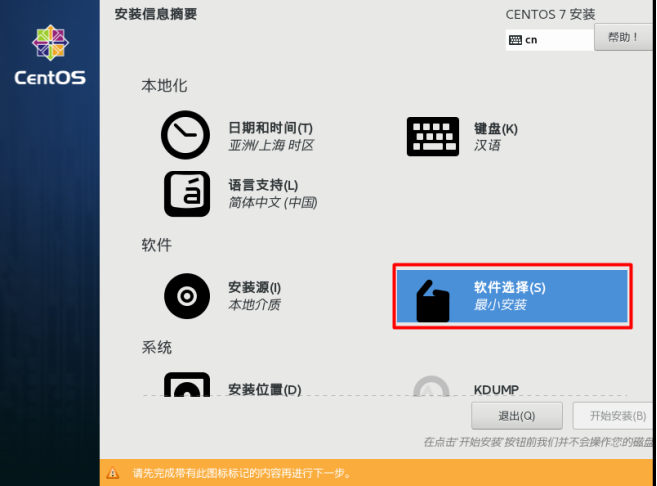 安装信息摘要
CENTOS 7 安装
cn
帮助！
CentOS
本地化
日期和时间(T)
亚洲/上海 时区
键盘(K)
汉语
语言支持(L)
简体中文 (中国)
软件
安装源(I)
本地介质
软件选择(S)
最小安装
系统
安装位置(D)
KDUMP
退出(Q)
开始安装(B)
在点击'开始安装'按钮前我们并不会操作您的磁盘
请先完成带有此图标标记的内容再进行下一步。